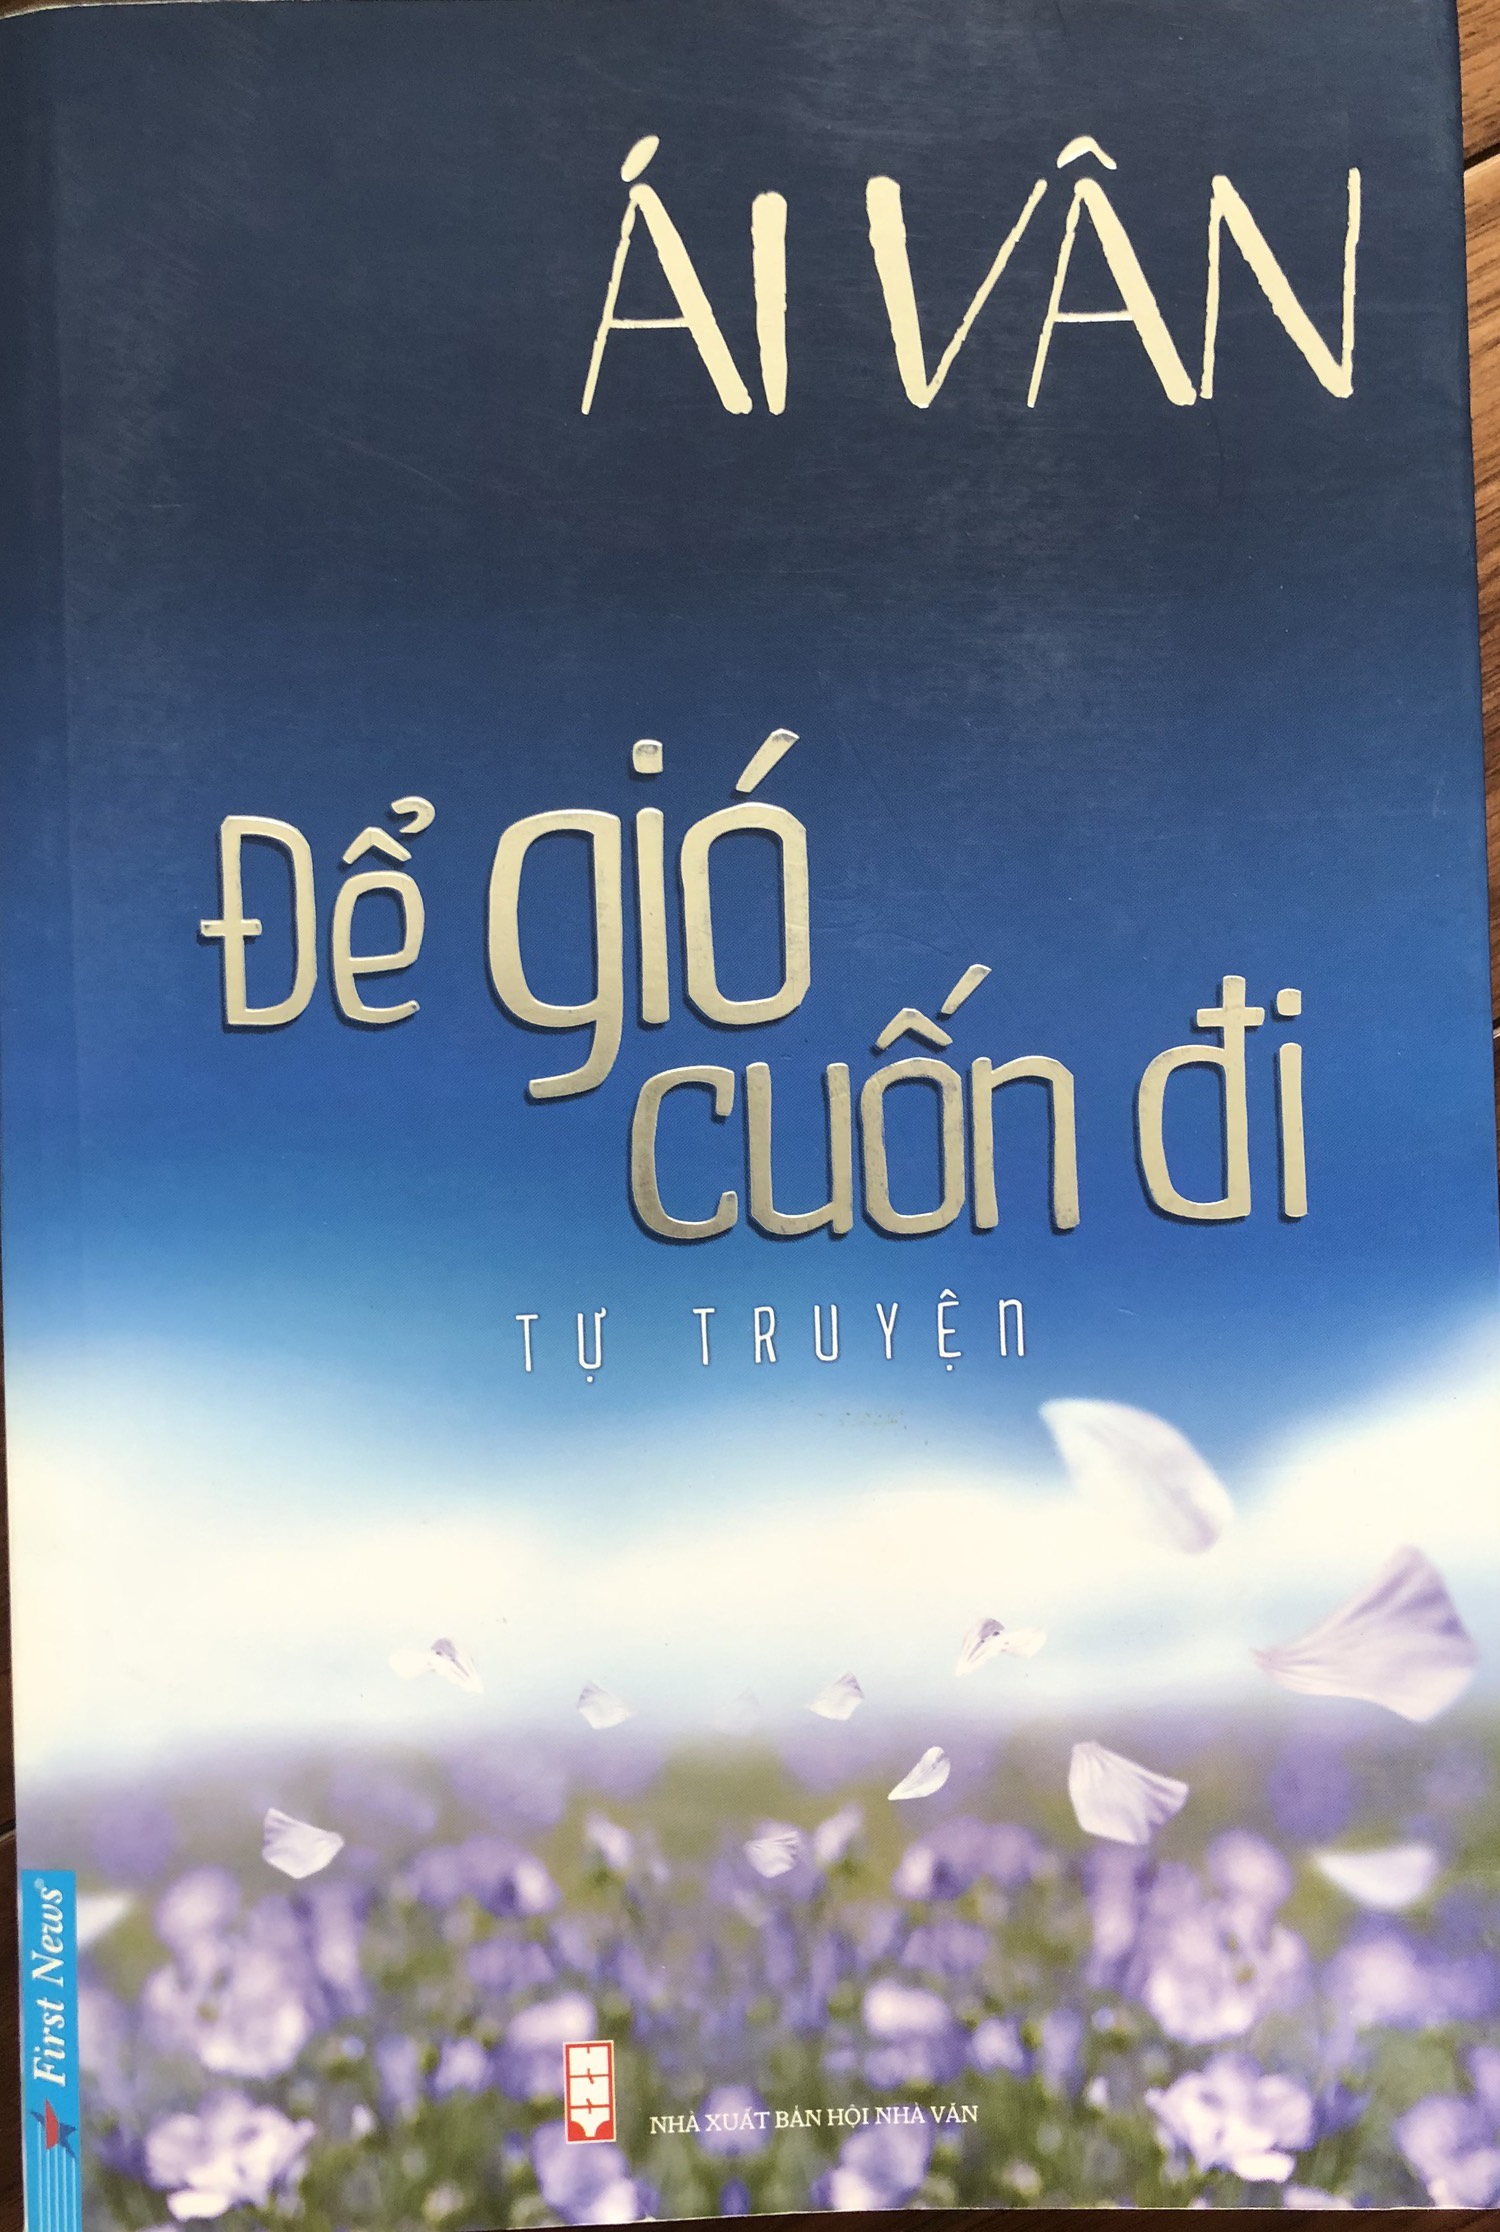 ÁI VÂN
Để gió
cuốn đi
TỰ TRUYỆN
First News®
NHÀ XUẤT BẢN HỘI NHÀ VĂN